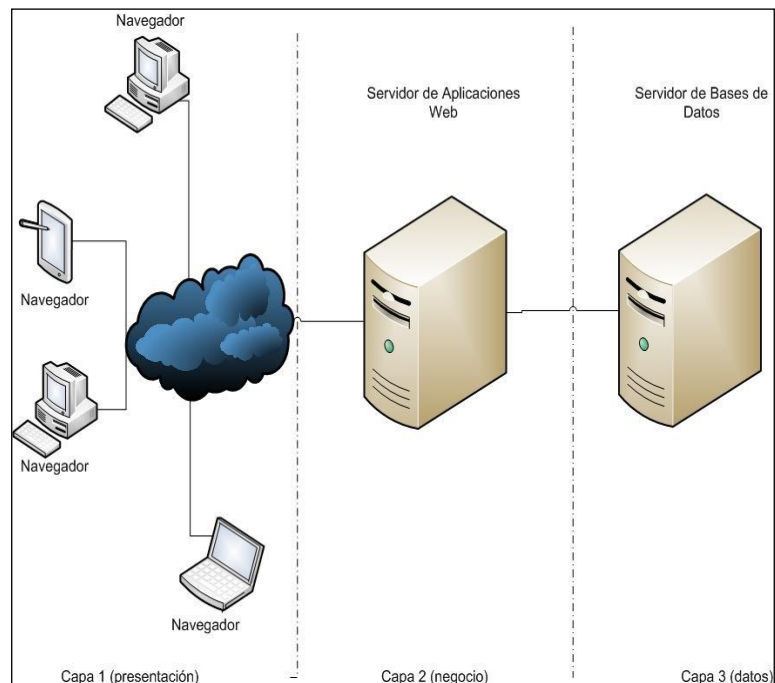 Navegador
Servidor de Aplicaciones
Web
Servidor de Bases de
Datos
Navegador
Navegador
Navegador
Capa 1 (presentación)
Capa 2 (negocio)
Capa 3 (datos)